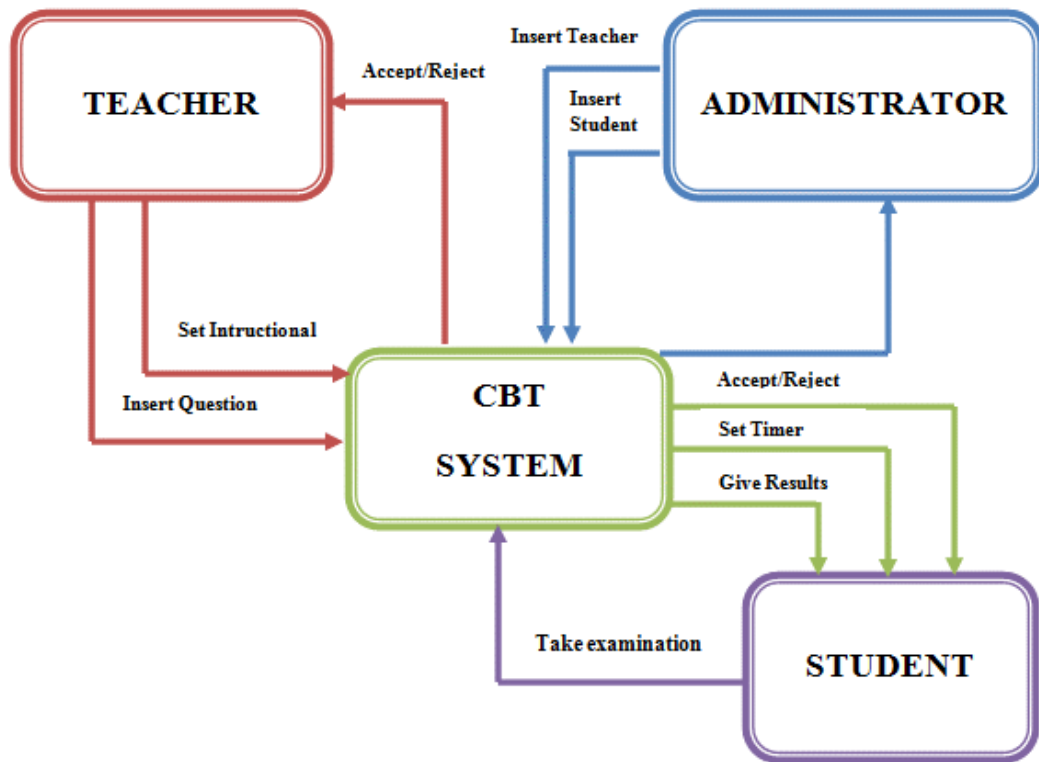 Insert Teacher
Accept/Reject
TEACHER
Insert
Student
ADMINISTRATOR
Set Intructional
Insert Question
CBT
SYSTEM
Accept/Reject
Set Timer
Give Results
Take examination
STUDENT